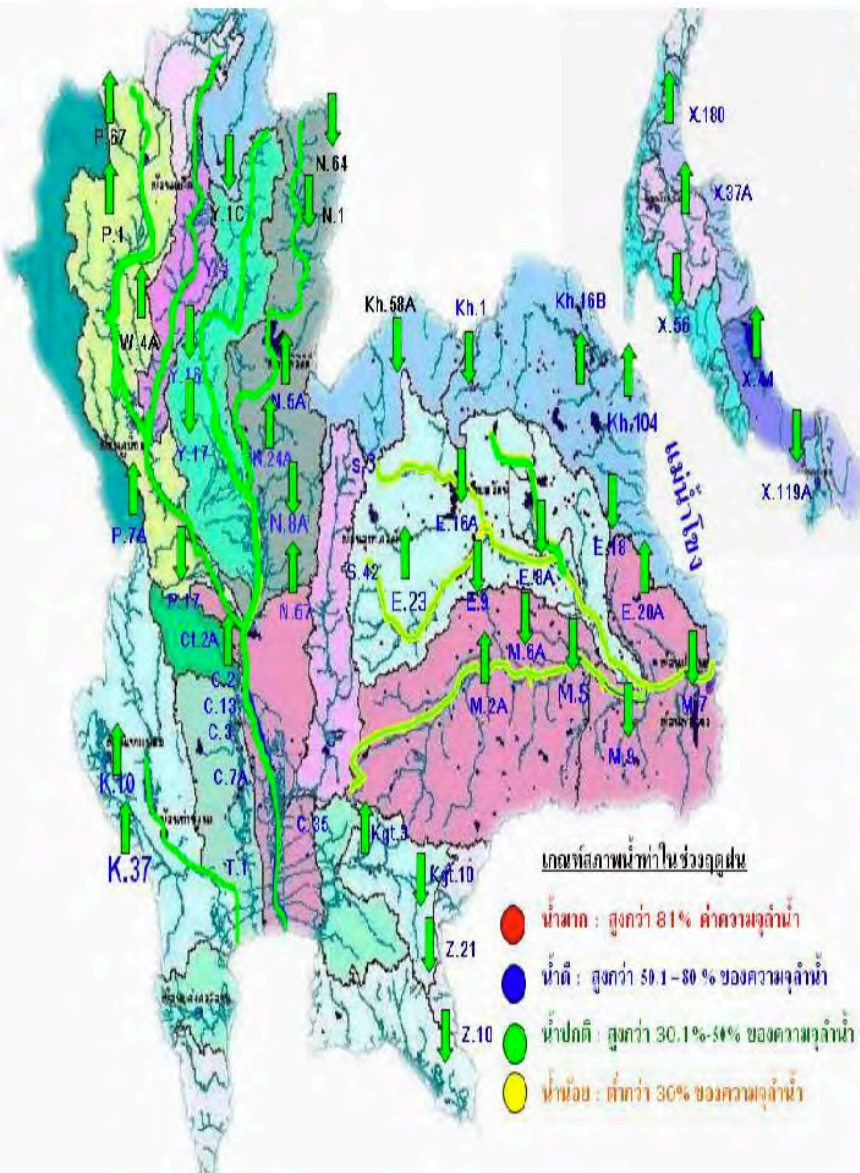 P.67
P.1
W.4A
P.7A
P.17
Y.1C
Y.16
Y.17
N.64
N.1
N.5A
N.24A
N.8A
N.67
Ct.2A
C.2
C.13
C.3
C.7A
C.35
T.1
K.10
K.37
Kh.58A
Kh.1
Kh.16B
Kh.104
แม่น้ำโขง
S.3
S.42
E.16A
E.23
E.9
E.8A
E.18
E.20A
M.6A
M.2A
M.5
M.9
M.7
Kgt.3
Kgt.10
Z.21
Z.10
X.180
X.37A
X.56
X.44
X.119A
เกณฑ์สภาพน้ำท่าในช่วงฤดูฝน
น้ำมาก : สูงกว่า 81% ค่าความจุลำน้ำ
น้ำดี : สูงกว่า 50.1-80 % ของความจุลำน้ำ
น้ำปกติ : สูงกว่า 30.1%-50% ของความจุลำน้ำ
น้ำน้อย : ต่ำกว่า 30% ของความจุลำน้ำ